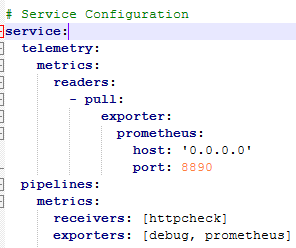 # Service Configuration
service:
  telemetry:
    metrics:
      readers:
        - pull:
            exporter:
              prometheus:
                host: '0.0.0.0'
                port: 8890
  pipelines:
    metrics:
      receivers: [httpcheck]
      exporters: [debug, prometheus]